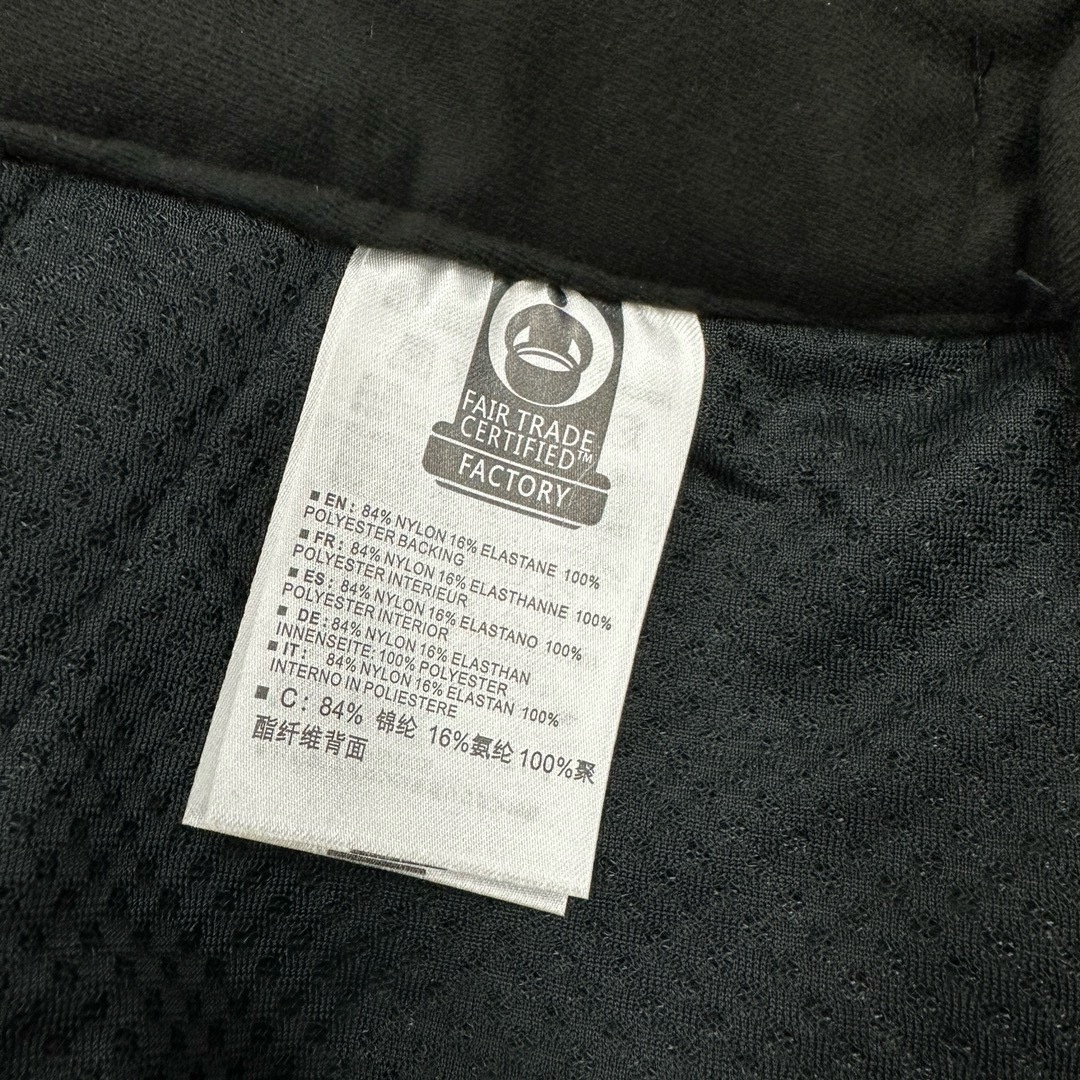 FAIR TRADE
CERTIFIED™
FACTORY
■ EN: 84% NYLON 16% ELASTANE 100%
POLYESTER BACKING
■ FR: 84% NYLON 16% ELASTHANNE 100%
POLYESTER INTERIEUR
■ ES: 84% NYLON 16% ELASTANO 100%
POLYESTER INTERIOR
■ DE: 84% NYLON 16% ELASTHAN
INNENSEITE: 100% POLYESTER
■ IT: 84% NYLON 16% ELASTAN 100%
INTERNO IN POLIESTERE
■ C: 84% 锦纶 16%氨纶 100%聚
酯纤维背面